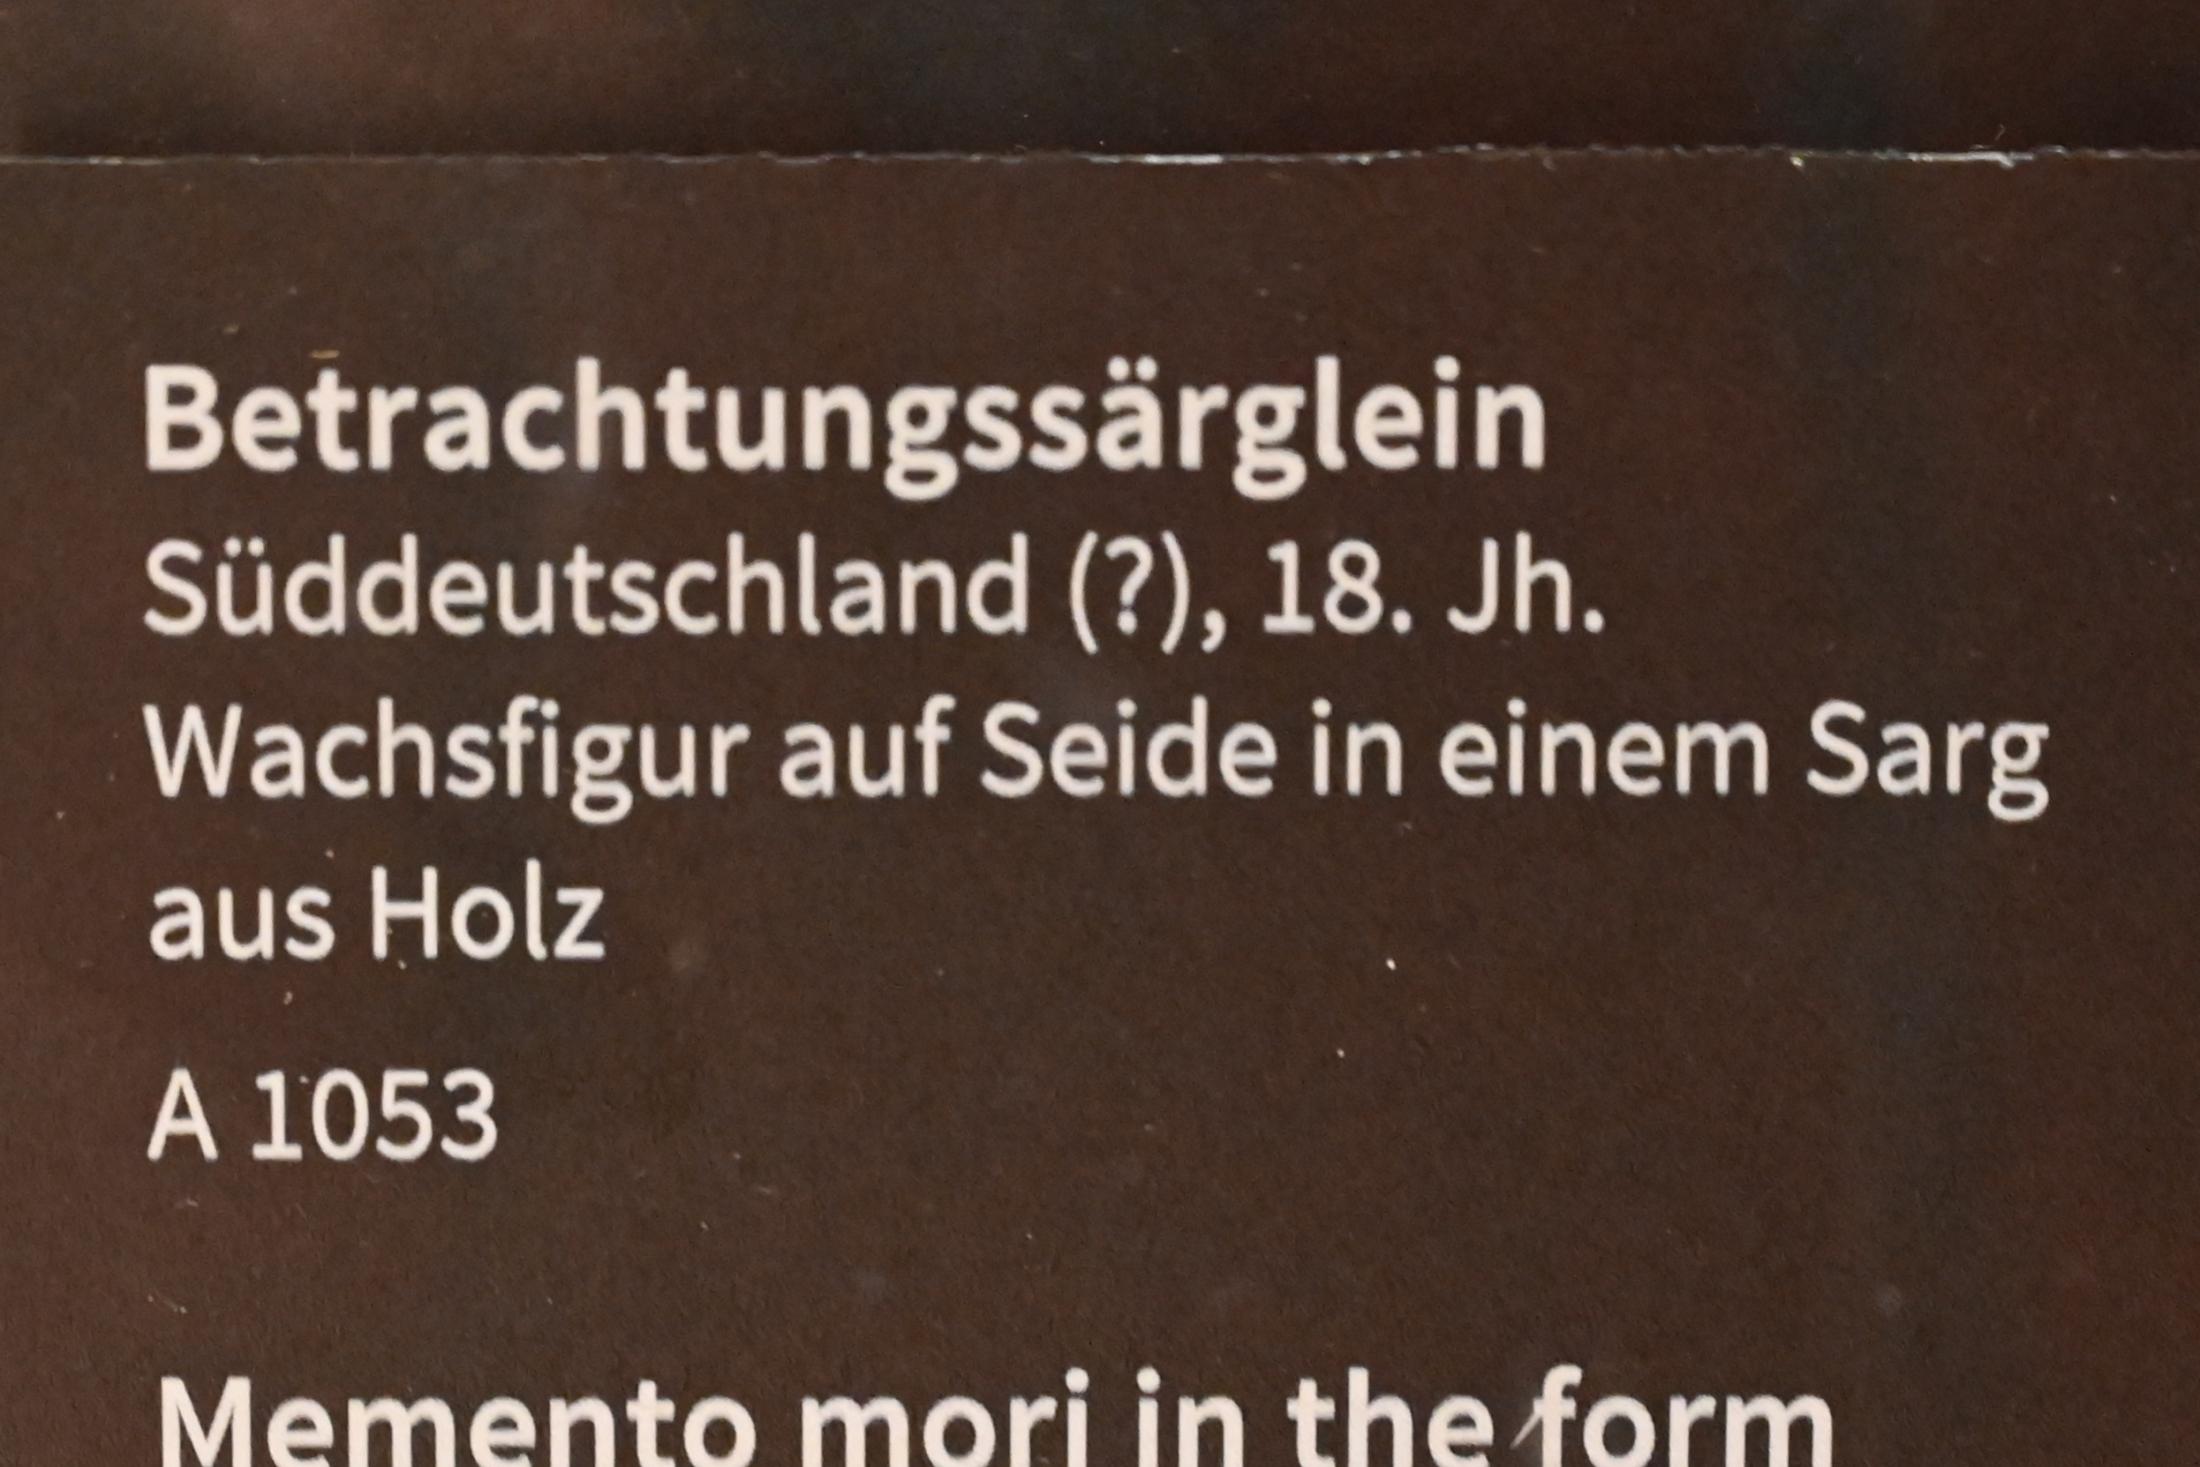 Betrachtungssärglein
Süddeutschland (?), 18. Jh.
Wachsfigur auf Seide in einem Sarg
aus Holz
A 1053
Memento mori in the form